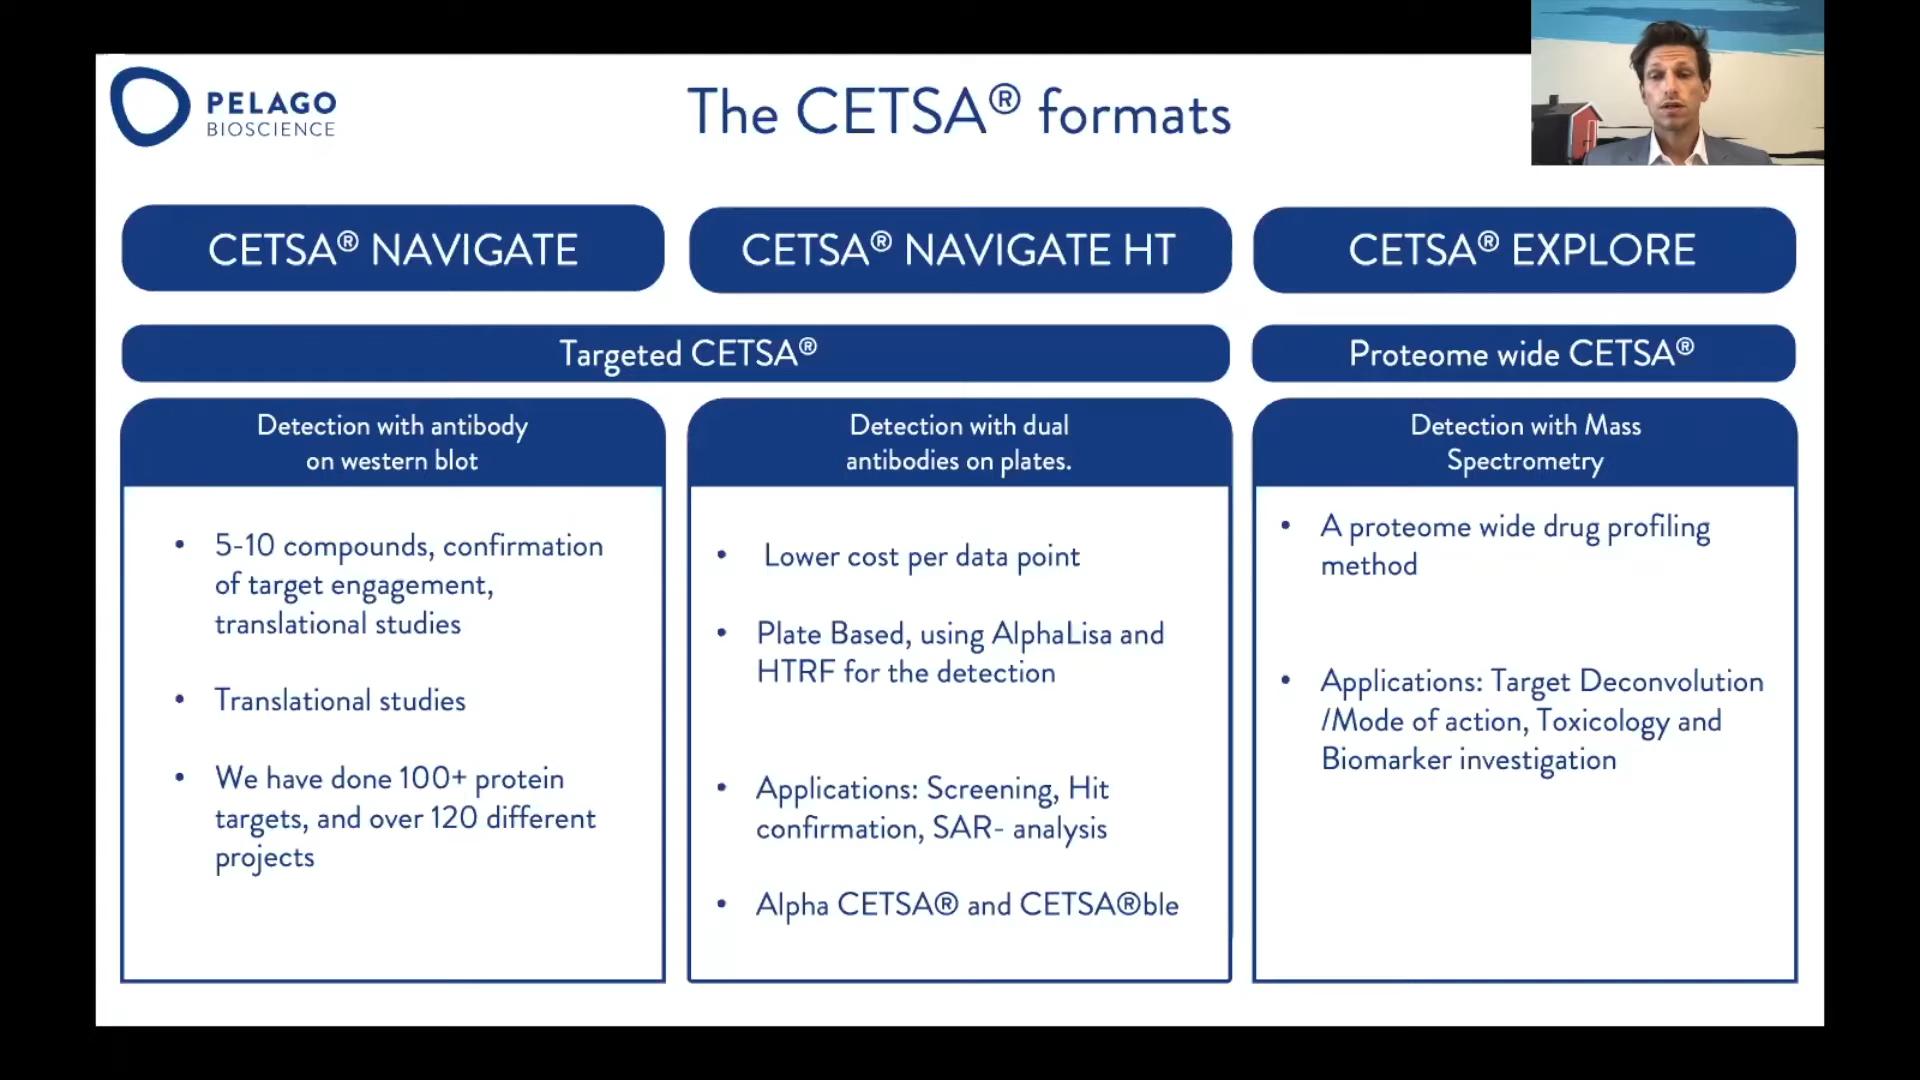 PELAGO
BIOSCIENCE
The CETSA® formats
CETSA® NAVIGATE
CETSA® NAVIGATE HT
CETSA® EXPLORE
Targeted CETSA®
Proteome wide CETSA®
Detection with antibody
on western blot
• 5-10 compounds, confirmation
of target engagement,
translational studies
• Translational studies
• We have done 100+ protein
targets, and over 120 different
projects
Detection with dual
antibodies on plates.
• Lower cost per data point
• Plate Based, using AlphaLisa and
HTRF for the detection
• Applications: Screening, Hit
confirmation, SAR- analysis
• Alpha CETSA® and CETSA®ble
Detection with Mass
Spectrometry
• A proteome wide drug profiling
method
• Applications: Target Deconvolution
/Mode of action, Toxicology and
Biomarker investigation